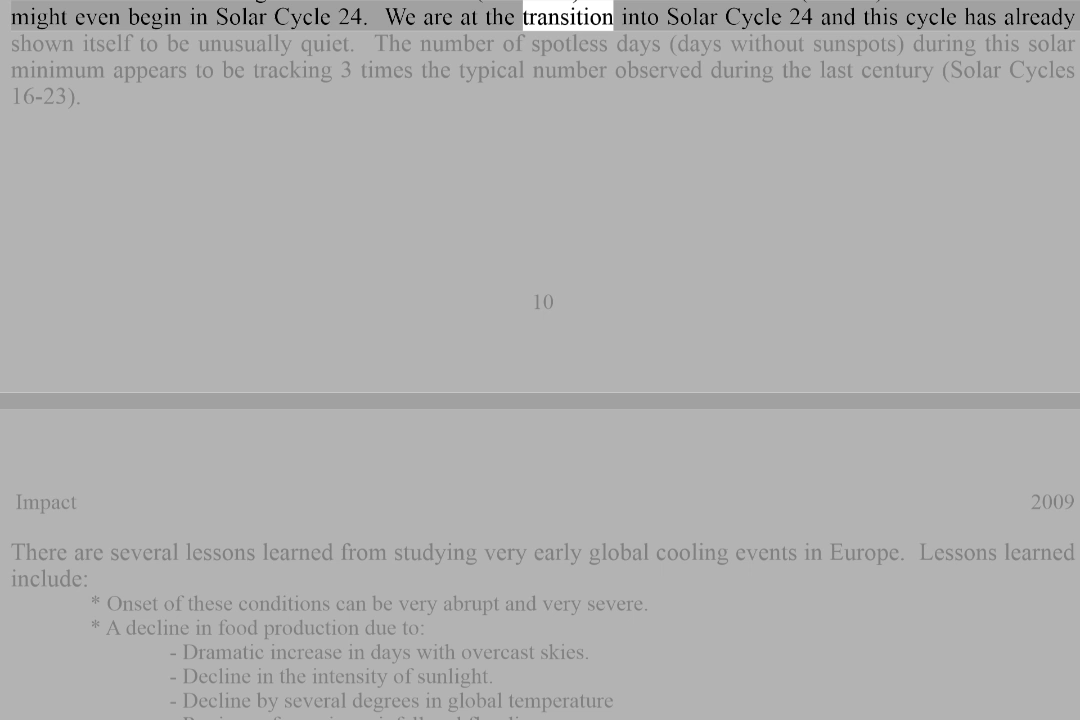 might even begin in Solar Cycle 24. We are at the transition into Solar Cycle 24 and this cycle has already
shown itself to be unusually quiet. The number of spotless days (days without sunspots) during this solar
minimum appears to be tracking 3 times the typical number observed during the last century (Solar Cycles
16-23).
10
Impact 2009
There are several lessons learned from studying very early global cooling events in Europe. Lessons learned
include:
* Onset of these conditions can be very abrupt and very severe.
* A decline in food production due to:
- Dramatic increase in days with overcast skies.
- Decline in the intensity of sunlight.
- Decline by several degrees in global temperature